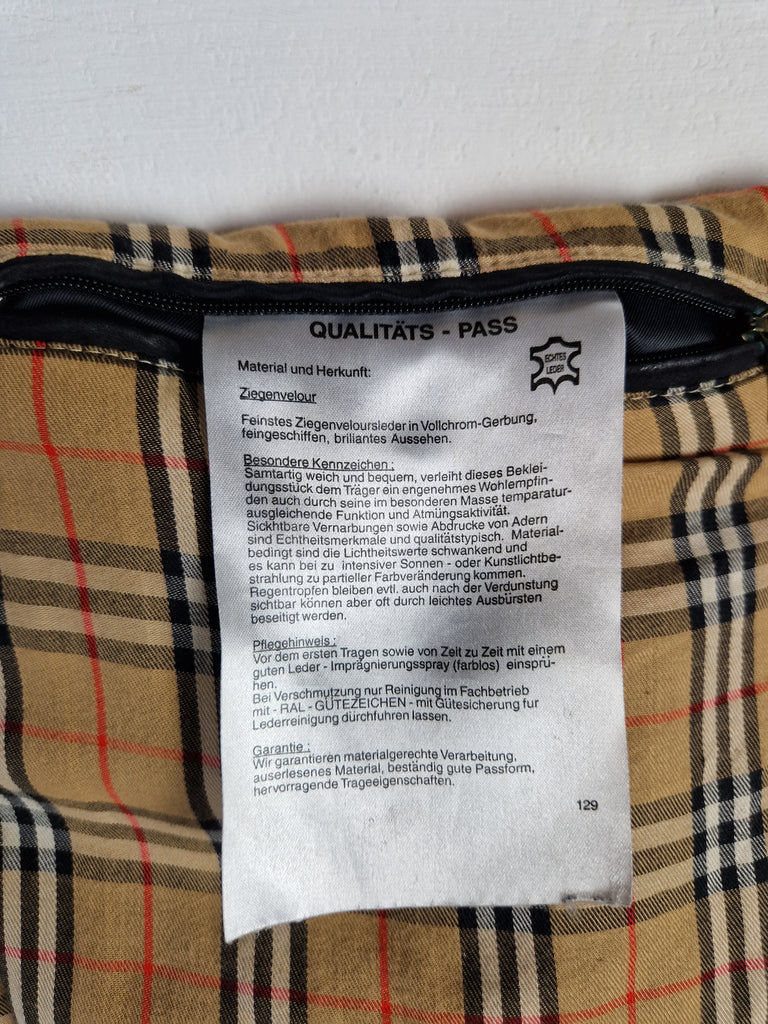 QUALITÄTS - PASS
ECHTES
LEDER
Material und Herkunft:
Ziegenvelour
Feinstes Ziegenveloursleder in Vollchrom-Gerbung,
feingeschiffen, briliantes Aussehen.
Besondere Kennzeichen :
Samtartig weich und bequem, verleiht dieses Beklei-
dungsstück dem Träger ein engenehmes Wohlempfin-
den auch durch seine im besonderen Masse temperatur-
ausgleichende Funktion und Atmüngsaktivität.
Sickhtbare Vernarbungen sowie Abdrucke von Adern
sind Echtheitsmerkmale und qualitätstypisch. Material-
bedingt sind die Lichtheitswerte schwankend und
es kann bei zu intensiver Sonnen - oder Kunstlichtbe-
strahlung zu partieller Farbveränderung kommen.
Regentropfen bleiben evtl. auch nach der Verdunstung
sichtbar können aber oft durch leichtes Ausbürsten
beseitigt werden.
Pflegehinweis :
Vor dem ersten Tragen sowie von Zeit zu Zeit mit einem
guten Leder - Imprägnierungsspray (farblos) einsprü-
hen.
Bei Verschmutzung nur Reinigung im Fachbetrieb
mit - RAL - GÜTEZEICHEN - mit Gütesicherung fur
Lederreinigung dürchfuhren lassen.
Garantie :
Wir garantieren materialgerechte Verarbeitung,
auserlesenes Material, beständig gute Passform,
hervorragende Trageeigenschaften.
129